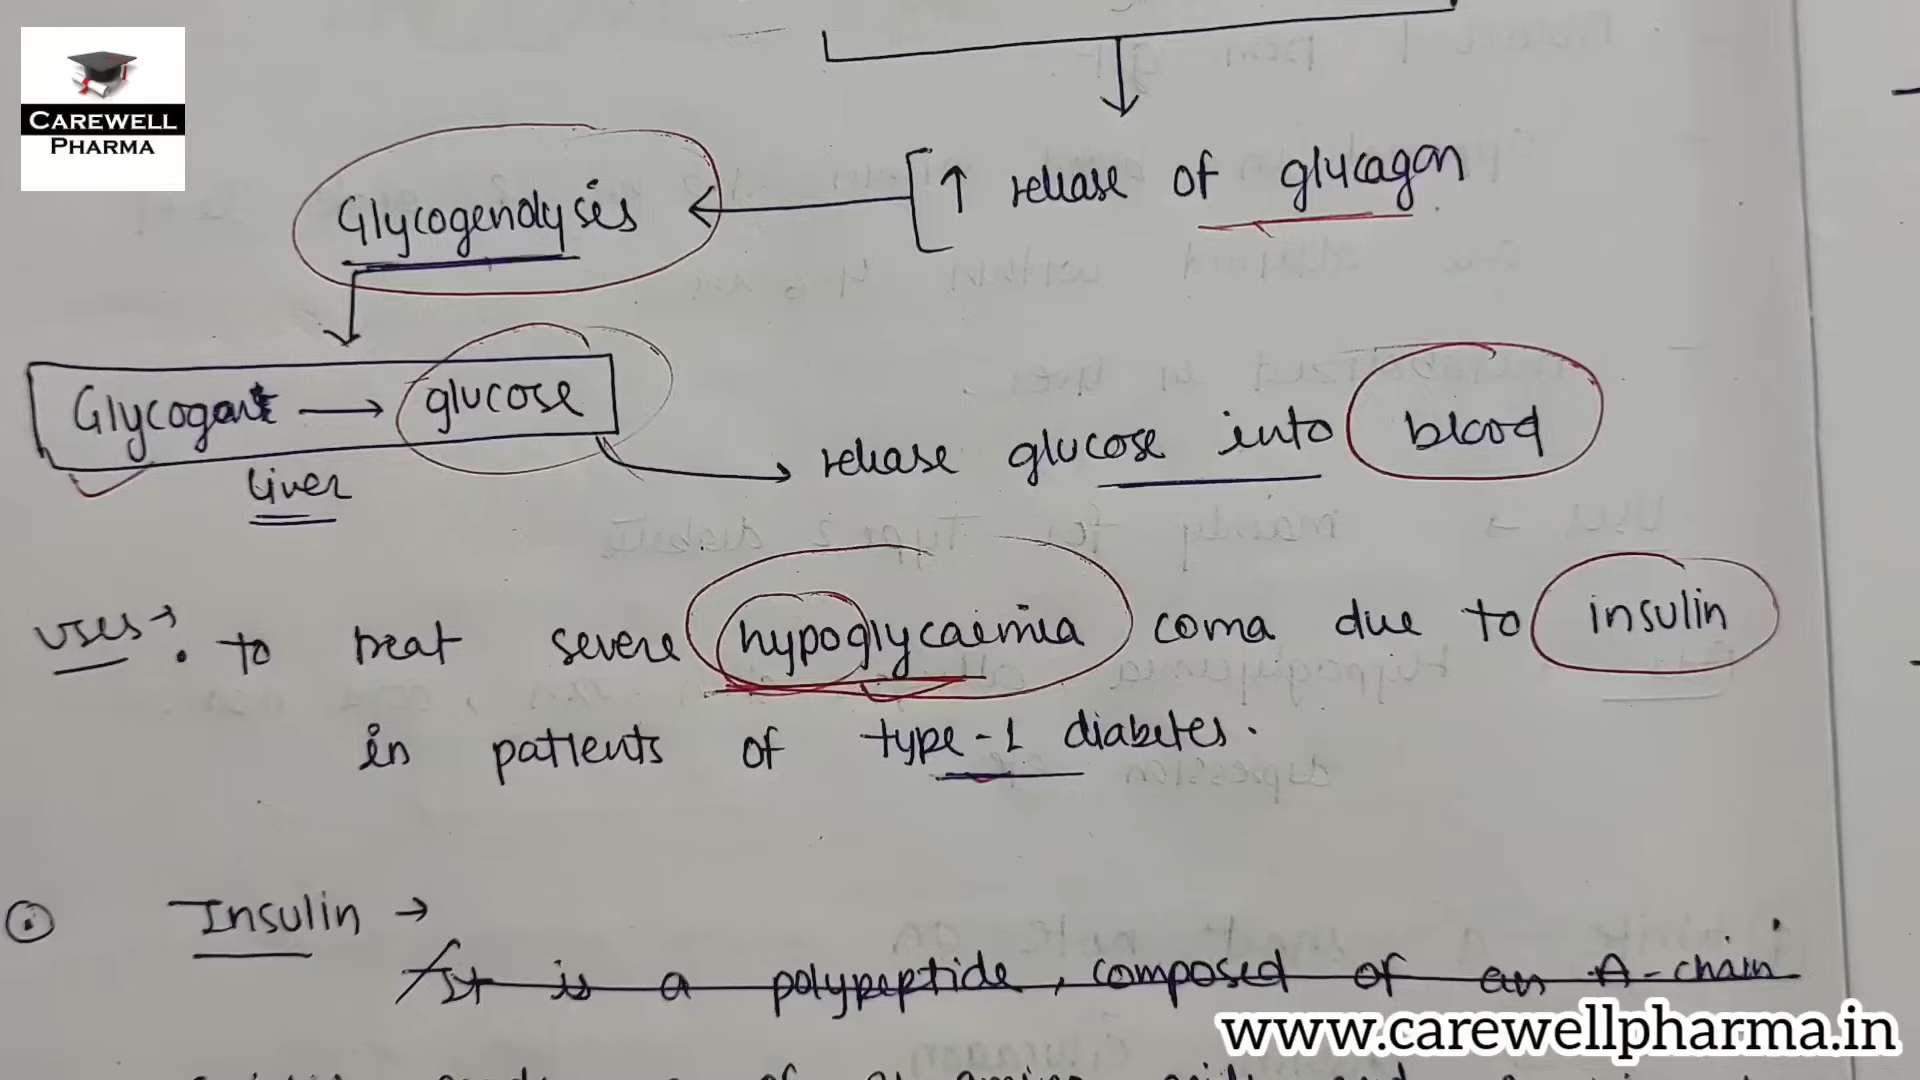 CAREWELL
PHARMA
↑ release of glucagon
Glycogenolysis
Glycogen → glucose
liver
release glucose into blood
uses → • to treat severe hypoglycaemia coma due to insulin
in patients of type-1 diabetes.
Insulin →
It is a polypeptide, composed of an A-chain
www.carewellpharma.in